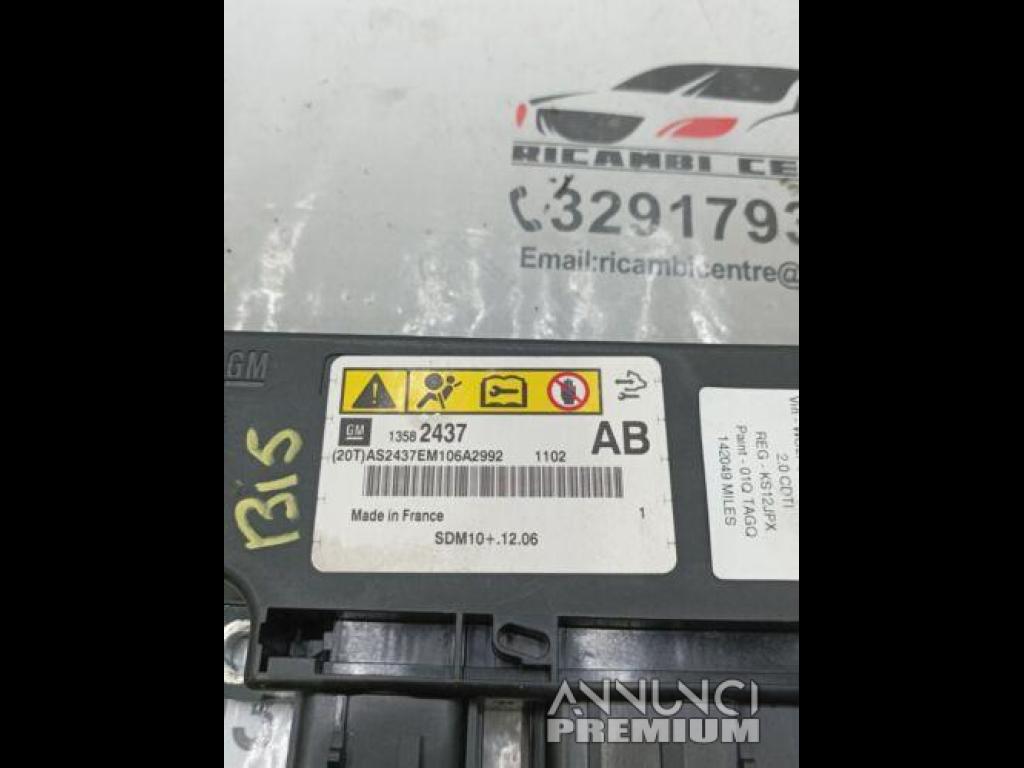 RICAMBI CE
3291793
Email:ricambicentre@
GM
GM 1358 2437 AB
(20T)AS2437EM106A2992 1102
Made in France 1
SDM10+.12.06
B15
2.0 CDTI
REG - KS12JPX
Paint - 01Q TAGQ
142049 MILES
ANNUNCI
PREMIUM